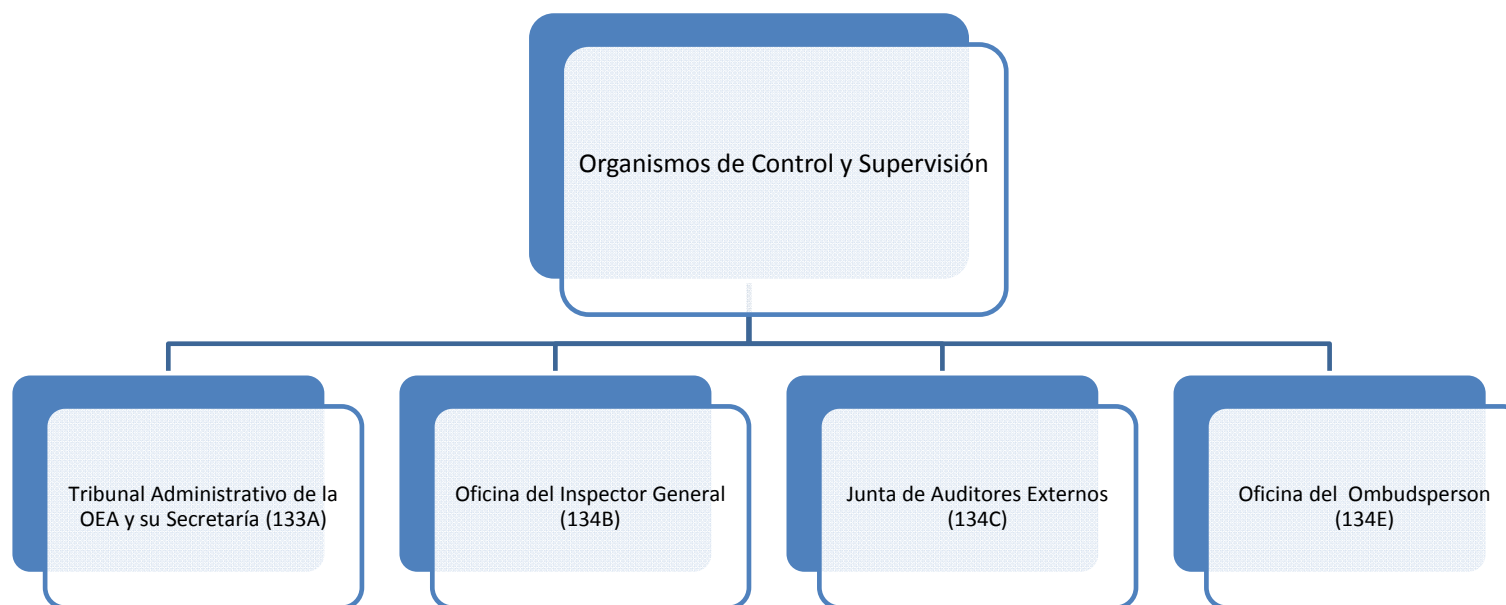 Organismos de Control y Supervisión
Tribunal Administrativo de la
OEA y su Secretaría (133A)
Oficina del Inspector General
(134B)
Junta de Auditores Externos
(134C)
Oficina del Ombudsperson
(134E)